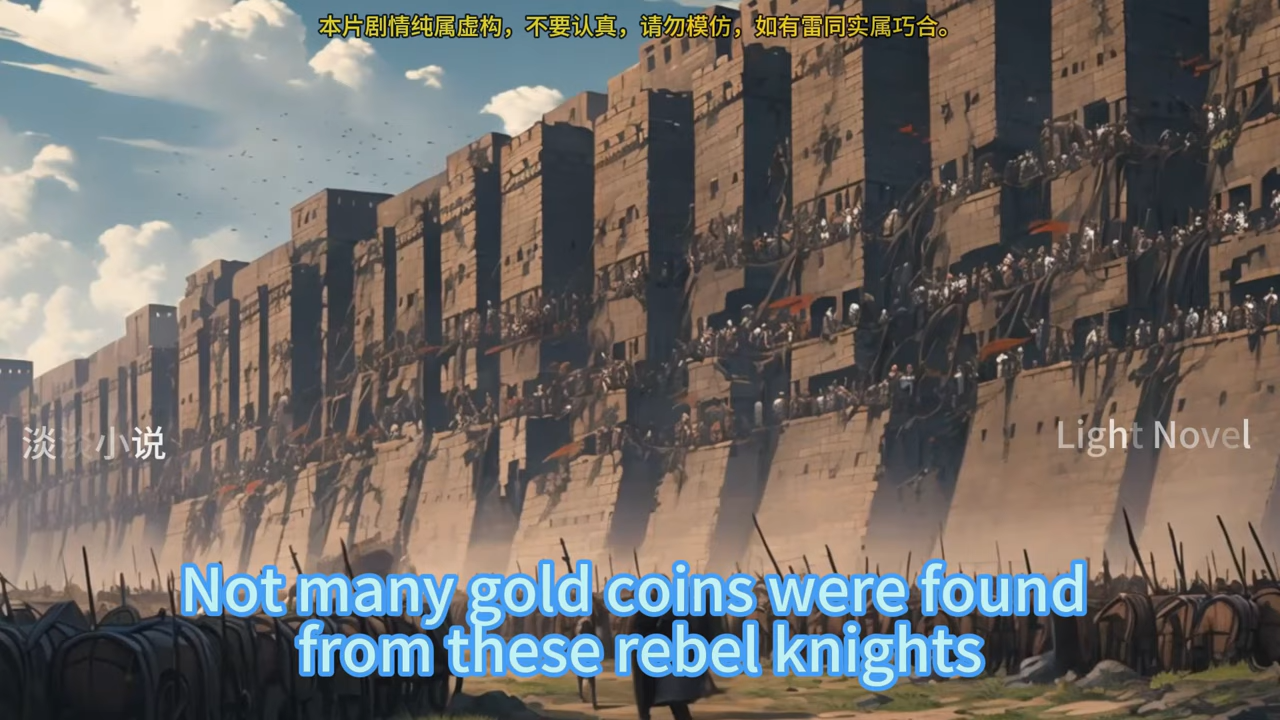 本片剧情纯属虚构，不要认真，请勿模仿，如有雷同实属巧合。
淡淡小说
Light Novel
Not many gold coins were found
from these rebel knights